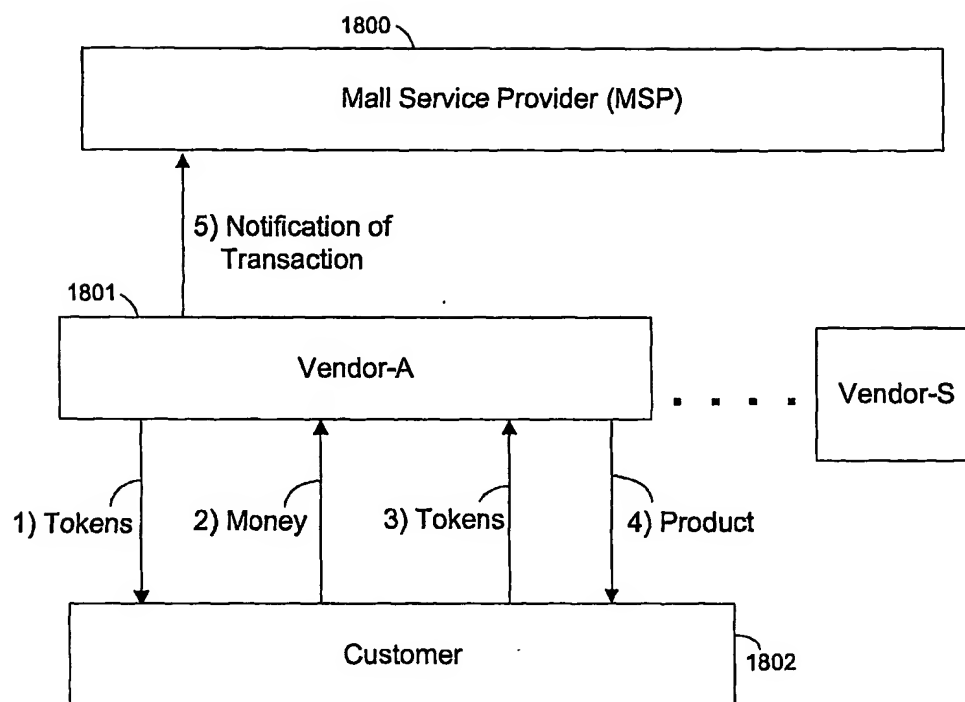 1800
Mall Service Provider (MSP)
5) Notification of
Transaction
1801
Vendor-A
Vendor-S
1) Tokens
2) Money
3) Tokens
4) Product
Customer
1802